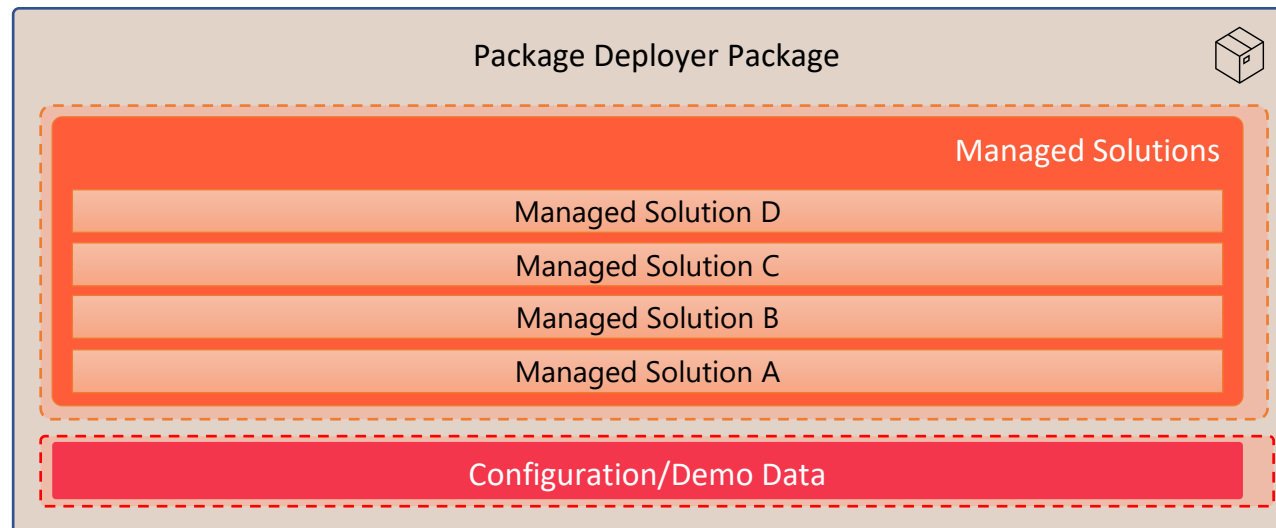 Package Deployer Package
Managed Solutions
Managed Solution D
Managed Solution C
Managed Solution B
Managed Solution A
Configuration/Demo Data